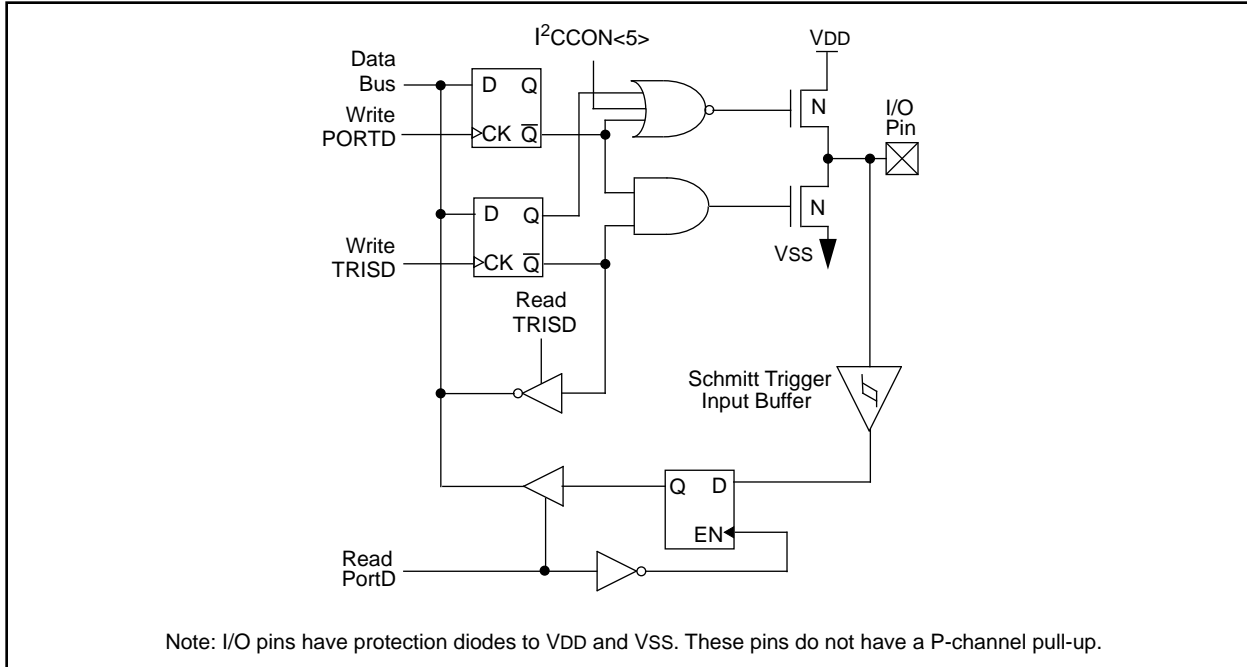 I²CCON<5>
VDD
Data
Bus
D Q
Write
PORTD
CK Q̅
N
I/O
Pin
D Q
N
Write
TRISD
CK Q̅
VSS
Read
TRISD
Schmitt Trigger
Input Buffer
Q D
EN
Read
PortD
Note: I/O pins have protection diodes to VDD and VSS. These pins do not have a P-channel pull-up.